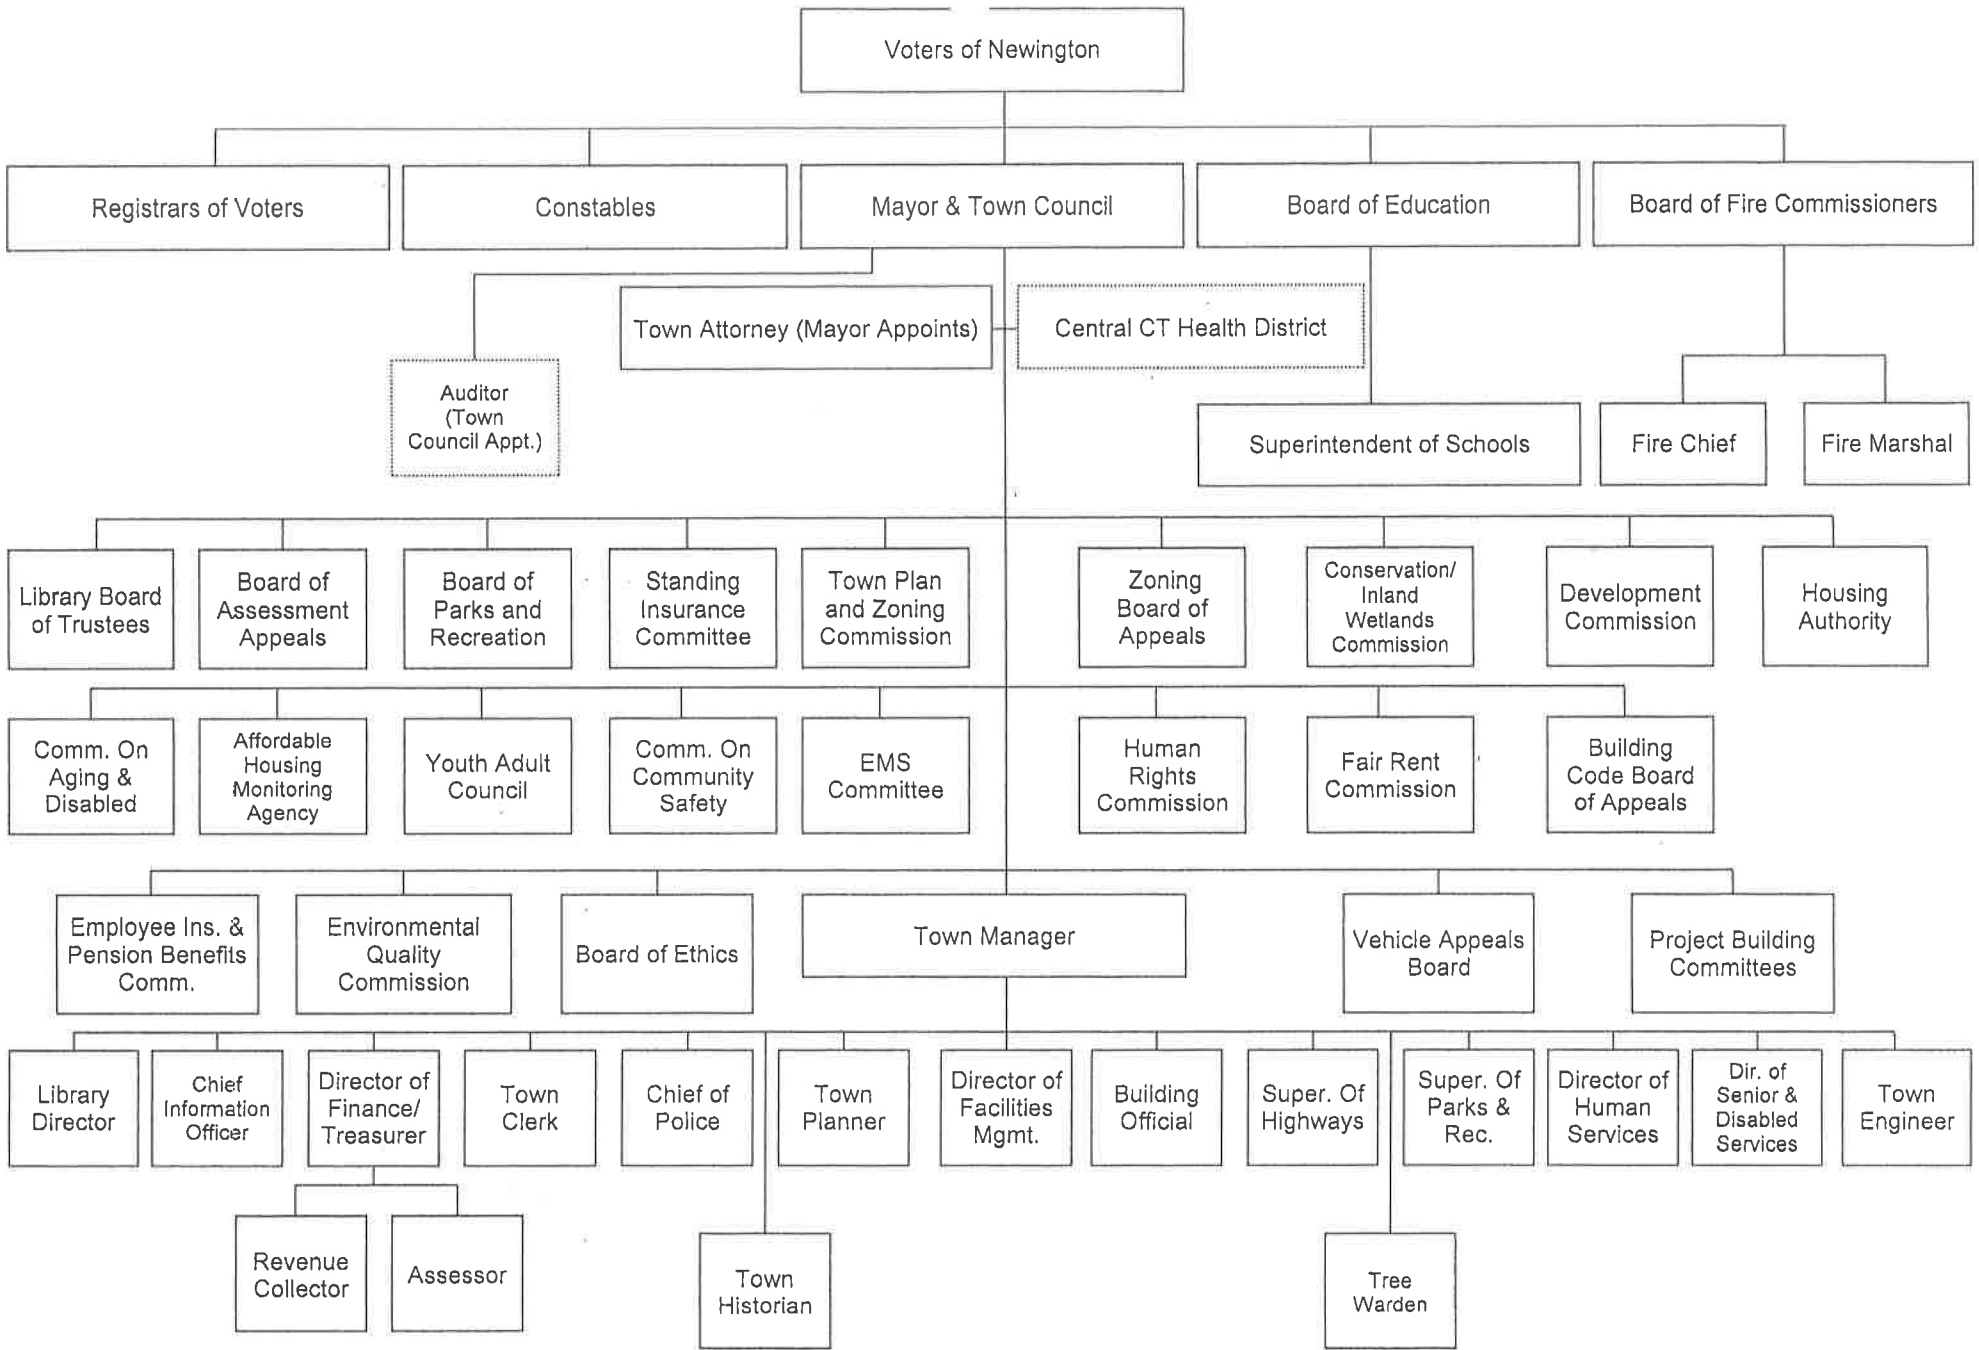 Voters of Newington
Registrars of Voters
Constables
Mayor & Town Council
Board of Education
Board of Fire Commissioners
Town Attorney (Mayor Appoints)
Central CT Health District
Auditor
(Town
Council Appt.)
Superintendent of Schools
Fire Chief
Fire Marshal
Library Board
of Trustees
Board of
Assessment
Appeals
Board of
Parks and
Recreation
Standing
Insurance
Committee
Town Plan
and Zoning
Commission
Zoning
Board of
Appeals
Conservation/
Inland
Wetlands
Commission
Development
Commission
Housing
Authority
Comm. On
Aging &
Disabled
Affordable
Housing
Monitoring
Agency
Youth Adult
Council
Comm. On
Community
Safety
EMS
Committee
Human
Rights
Commission
Fair Rent
Commission
Building
Code Board
of Appeals
Employee Ins. &
Pension Benefits
Comm.
Environmental
Quality
Commission
Board of Ethics
Town Manager
Vehicle Appeals
Board
Project Building
Committees
Library
Director
Chief
Information
Officer
Director of
Finance/
Treasurer
Town
Clerk
Chief of
Police
Town
Planner
Director of
Facilities
Mgmt.
Building
Official
Super. Of
Highways
Super. Of
Parks &
Rec.
Director of
Human
Services
Dir. of
Senior &
Disabled
Services
Town
Engineer
Revenue
Collector
Assessor
Town
Historian
Tree
Warden